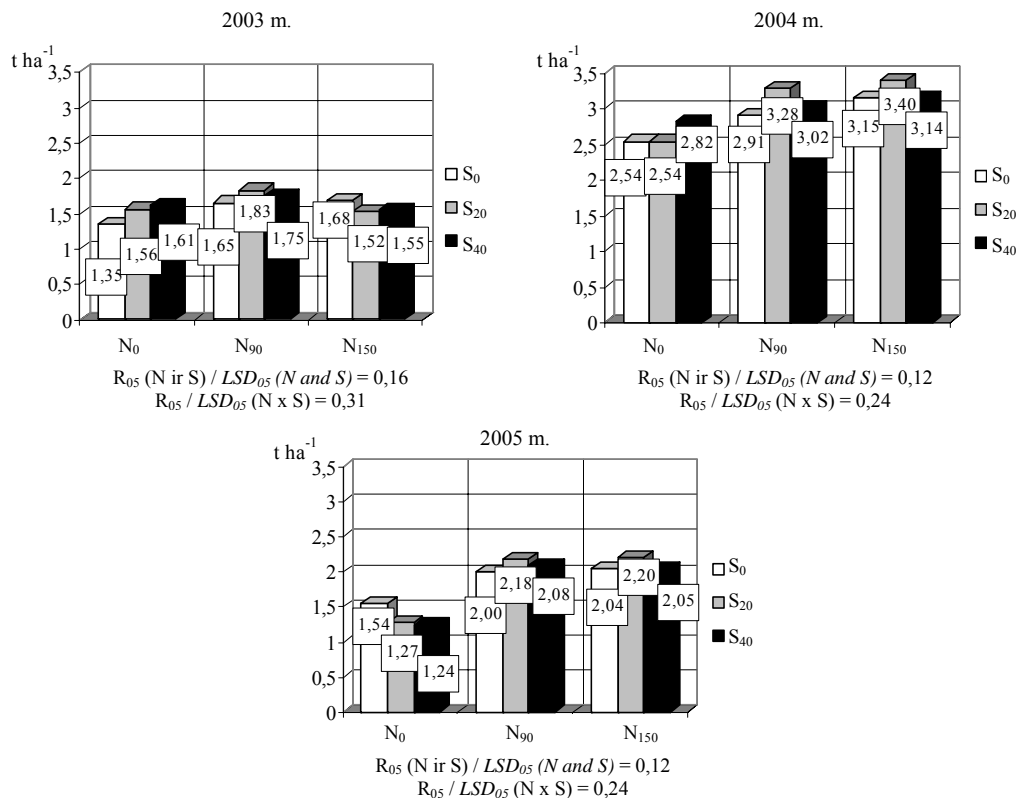 2003 m.
t ha⁻¹
3,5
3
2,5
2
1,5
1
0,5
0
1,35
1,56
1,61
1,65
1,83
1,75
1,68
1,52
1,55
N₀ N₉₀ N₁₅₀
S₀
S₂₀
S₄₀
R₀₅ (N ir S) / LSD₀₅ (N and S) = 0,16
R₀₅ / LSD₀₅ (N x S) = 0,31
2004 m.
t ha⁻¹
3,5
3
2,5
2
1,5
1
0,5
0
2,54
2,54
2,82
2,91
3,28
3,02
3,15
3,40
3,14
N₀ N₉₀ N₁₅₀
S₀
S₂₀
S₄₀
R₀₅ (N ir S) / LSD₀₅ (N and S) = 0,12
R₀₅ / LSD₀₅ (N x S) = 0,24
2005 m.
t ha⁻¹
3,5
3
2,5
2
1,5
1
0,5
0
1,54
1,27
1,24
2,00
2,18
2,08
2,04
2,20
2,05
N₀ N₉₀ N₁₅₀
S₀
S₂₀
S₄₀
R₀₅ (N ir S) / LSD₀₅ (N and S) = 0,12
R₀₅ / LSD₀₅ (N x S) = 0,24